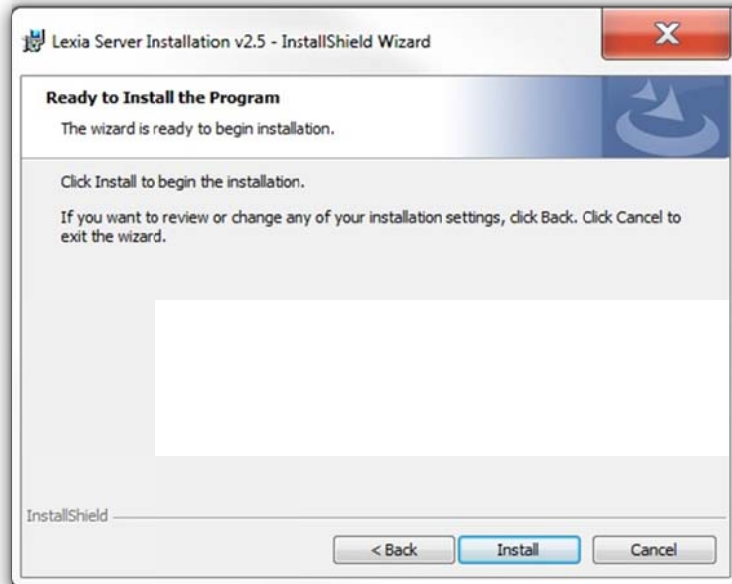 Lexia Server Installation v2.5 - InstallShield Wizard
Ready to Install the Program
The wizard is ready to begin installation.
Click Install to begin the installation.
If you want to review or change any of your installation settings, click Back. Click Cancel to
exit the wizard.
InstallShield
< Back
Install
Cancel